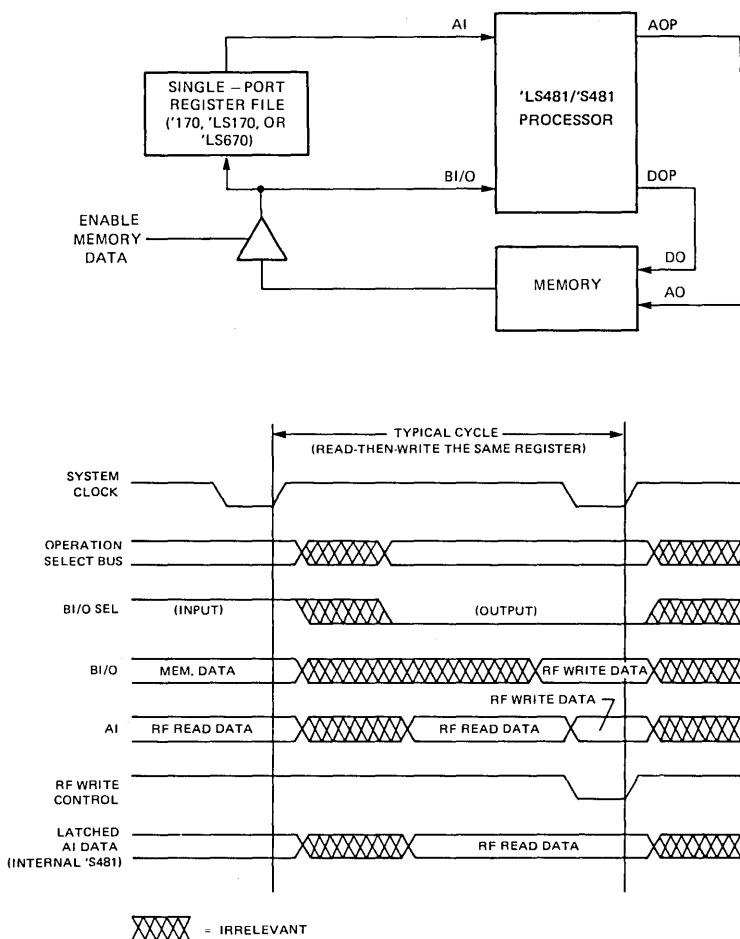 AI
AOP
SINGLE – PORT
REGISTER FILE
('170, 'LS170, OR
'LS670)
'LS481/'S481
PROCESSOR
BI/O
DOP
ENABLE
MEMORY
DATA
DO
MEMORY
AO
TYPICAL CYCLE
(READ-THEN-WRITE THE SAME REGISTER)
SYSTEM
CLOCK
OPERATION
SELECT BUS
BI/O SEL
(INPUT)
(OUTPUT)
BI/O
MEM. DATA
RF WRITE DATA
RF WRITE DATA
AI
RF READ DATA
RF READ DATA
RF WRITE
CONTROL
LATCHED
AI DATA
(INTERNAL 'S481)
RF READ DATA
= IRRELEVANT